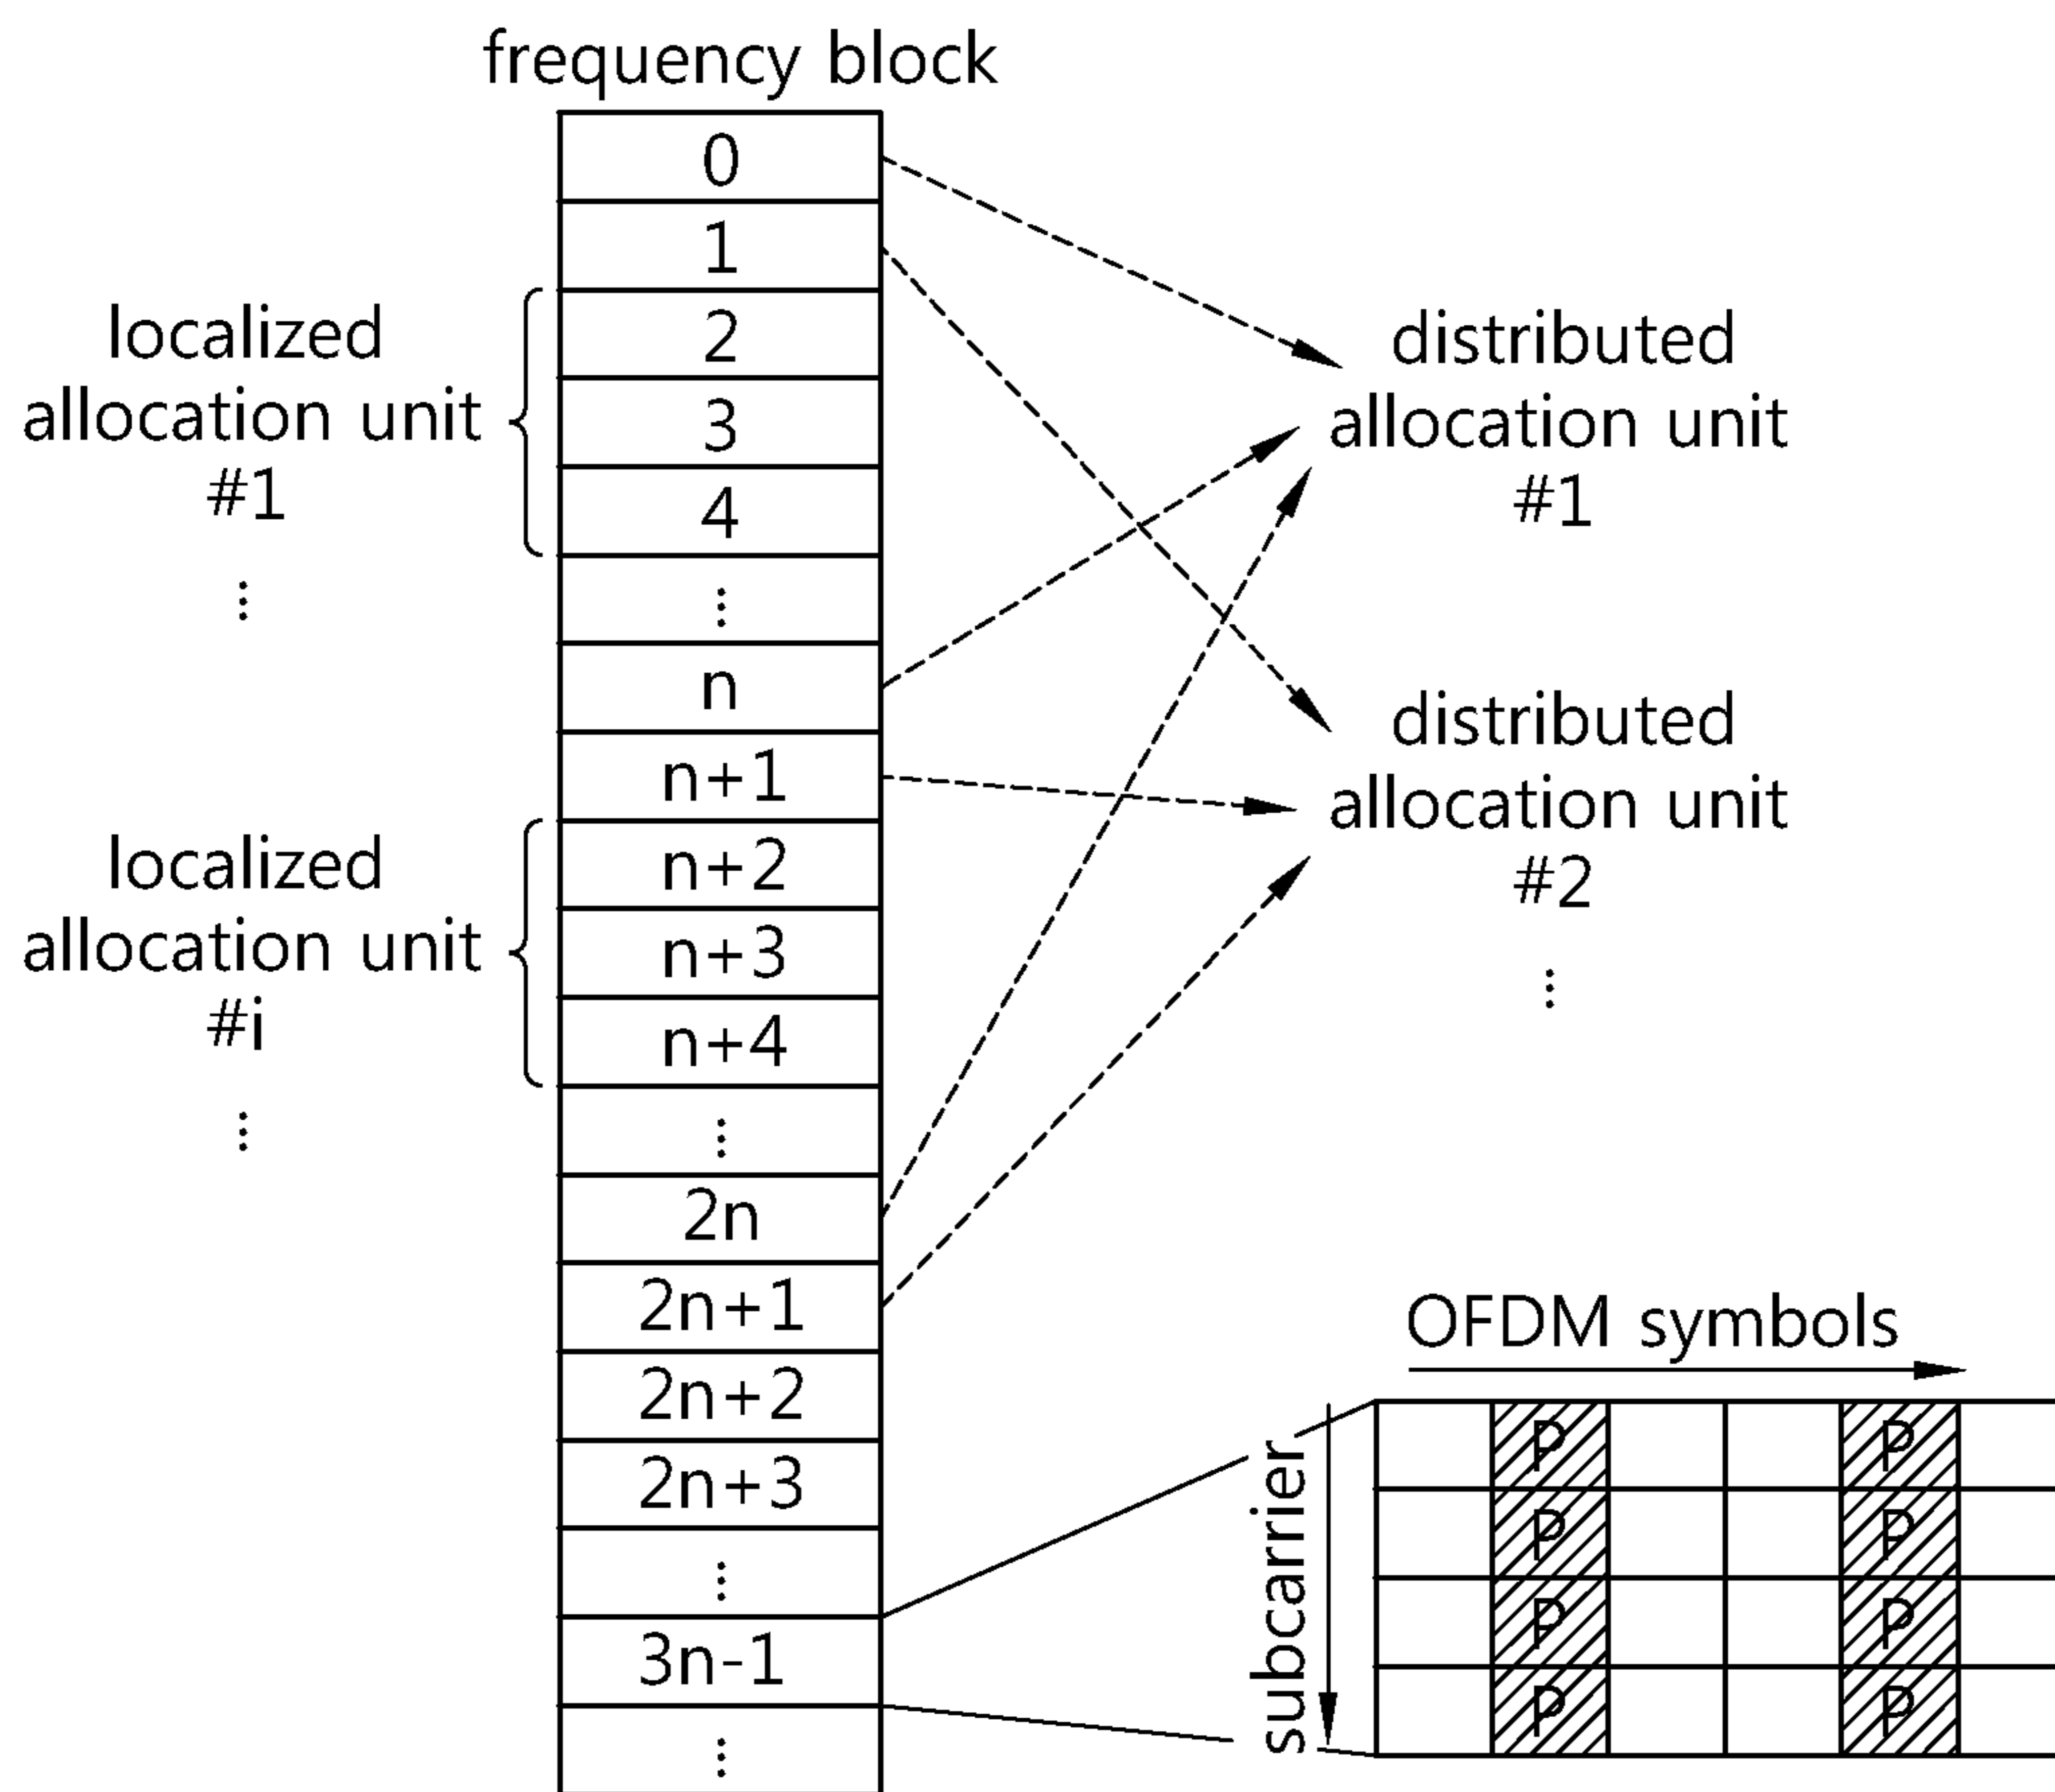 frequency block
0
1
2
3
4
⋮
n
n+1
n+2
n+3
n+4
⋮
2n
2n+1
2n+2
2n+3
⋮
3n-1
⋮
localized
allocation unit
#1
⋮
localized
allocation unit
#i
⋮
distributed
allocation unit
#1
distributed
allocation unit
#2
⋮
OFDM symbols
subcarrier
P P
P P
P P
P P